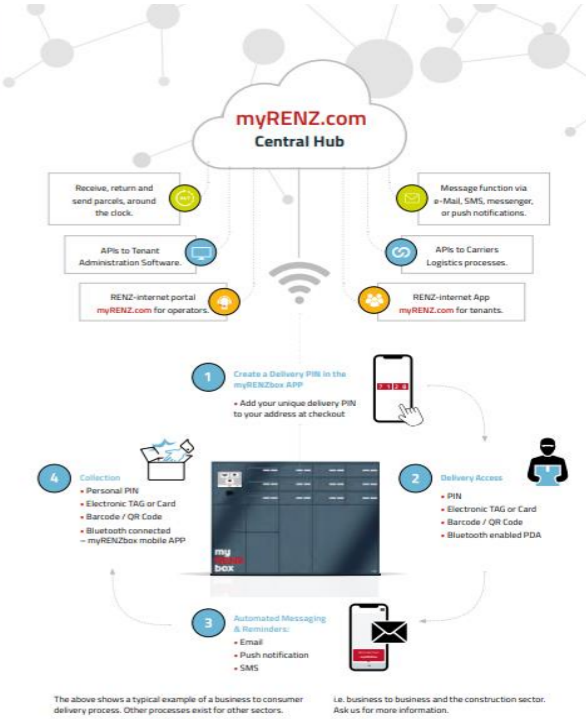 myRENZ.com
Central Hub
Receive, return and
send parcels, around
the clock.
Message function via
e-Mail, SMS, messenger,
or push notifications.
APIs to Tenant
Administration Software.
APIs to Carriers
Logistics processes.
RENZ-internet portal
myRENZ.com for operators.
RENZ-internet App
myRENZ.com for tenants.
1
Create a Delivery PIN in the
myRENZbox APP
• Add your unique delivery PIN
to your address at checkout
7 1 2 8
2
Delivery Access
• PIN
• Electronic TAG or Card
• Barcode / QR Code
• Bluetooth enabled PDA
4
Collection
• Personal PIN
• Electronic TAG or Card
• Barcode / QR Code
• Bluetooth connected
– myRENZbox mobile APP
my
box
3
Automated Messaging
& Reminders:
• Email
• Push notification
• SMS
The above shows a typical example of a business to consumer
delivery process. Other processes exist for other sectors.
i.e. business to business and the construction sector.
Ask us for more information.